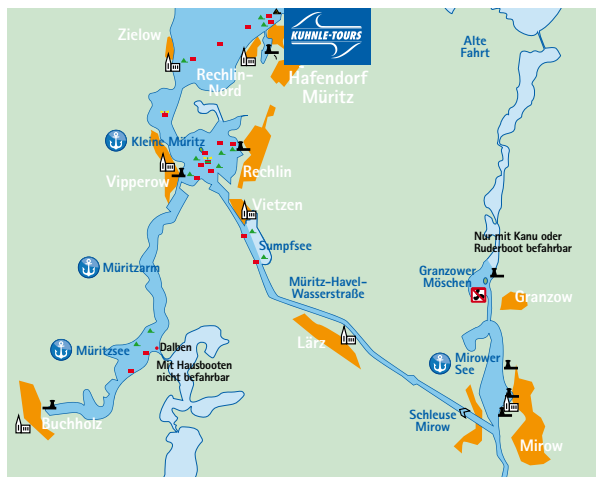 KUHNLE-TOURS
Zielow
Alte
Fahrt
Rechlin-
Nord
Hafendorf
Müritz
Kleine Müritz
Rechlin
Vipperow
Vietzen
Nur mit Kanu oder
Ruderboot befahrbar
Sumpfsee
Müritzarm
Granzower
Möschen
Müritz-Havel-
Wasserstraße
Granzow
Lärz
Dalben
Müritzsee
Mit Hausbooten
nicht befahrbar
Mirower
See
Buchholz
Schleuse
Mirow
Mirow